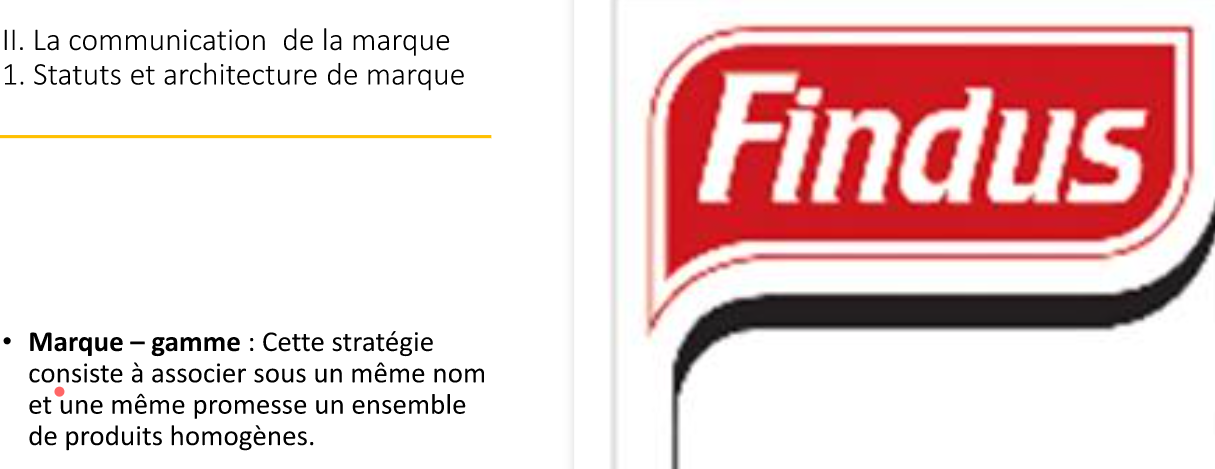 II. La communication  de la marque
1. Statuts et architecture de marque
Findus
• Marque – gamme : Cette stratégie
consiste à associer sous un même nom
et une même promesse un ensemble
de produits homogènes.